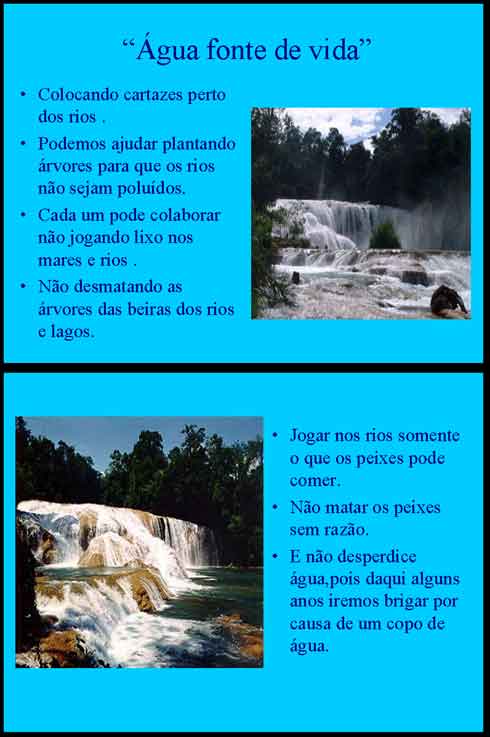 “Água fonte de vida”
• Colocando cartazes perto
dos rios .
• Podemos ajudar plantando
árvores para que os rios
não sejam poluídos.
• Cada um pode colaborar
não jogando lixo nos
mares e rios .
• Não desmatando as
árvores das beiras dos rios
e lagos.
• Jogar nos rios somente
o que os peixes pode
comer.
• Não matar os peixes
sem razão.
• E não desperdice
água,pois daqui alguns
anos iremos brigar por
causa de um copo de
água.